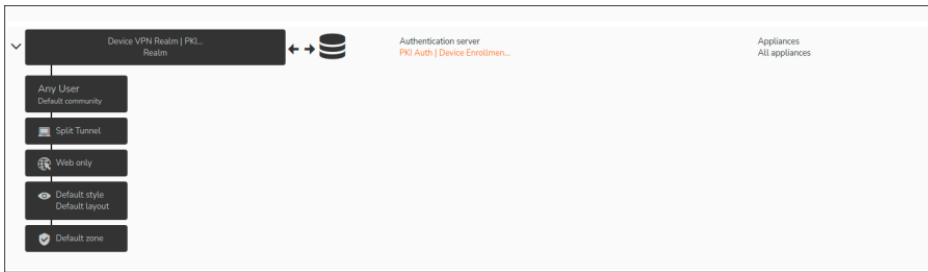 Device VPN Realm | PKI...
Realm
Authentication server
PKI Auth | Device Enrollmen...
Appliances
All appliances
Any User
Default community
Split Tunnel
Web only
Default style
Default layout
Default zone